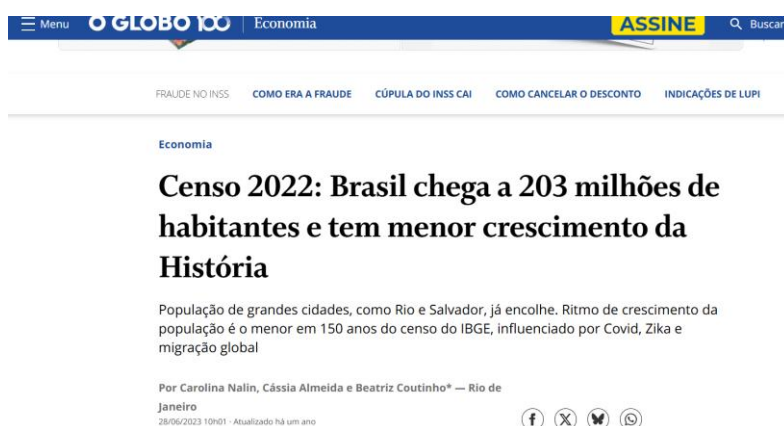 Menu O GLOBO 100 Economia ASSINE Buscar
FRAUDE NO INSS COMO ERA A FRAUDE CÚPULA DO INSS CAI COMO CANCELAR O DESCONTO INDICAÇÕES DE LUPI
Economia
Censo 2022: Brasil chega a 203 milhões de
habitantes e tem menor crescimento da
História
População de grandes cidades, como Rio e Salvador, já encolhe. Ritmo de crescimento da
população é o menor em 150 anos do censo do IBGE, influenciado por Covid, Zika e
migração global
Por Carolina Nalin, Cássia Almeida e Beatriz Coutinho* — Rio de
Janeiro
28/06/2023 10h01 · Atualizado há um ano